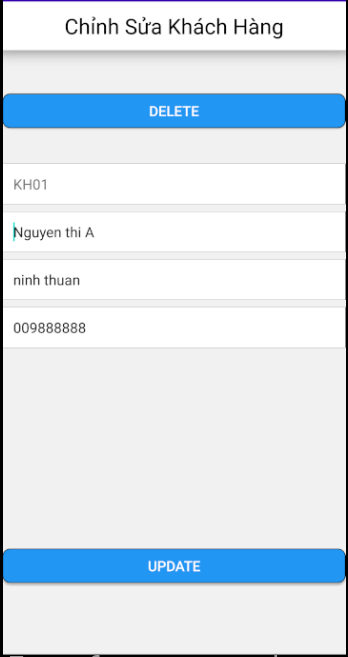 Chỉnh Sửa Khách Hàng
DELETE
KH01
Nguyen thi A
ninh thuan
009888888
UPDATE